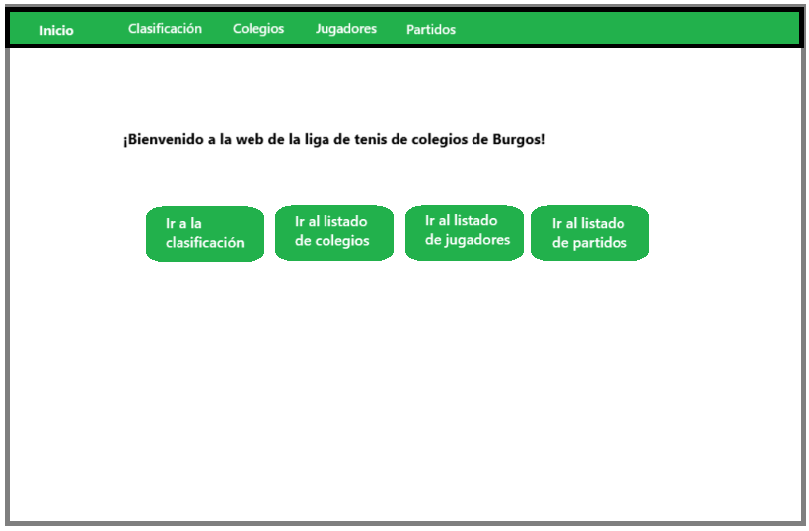 Inicio Clasificación Colegios Jugadores Partidos
¡Bienvenido a la web de la liga de tenis de colegios de Burgos!
Ir a la
clasificación
Ir al listado
de colegios
Ir al listado
de jugadores
Ir al listado
de partidos